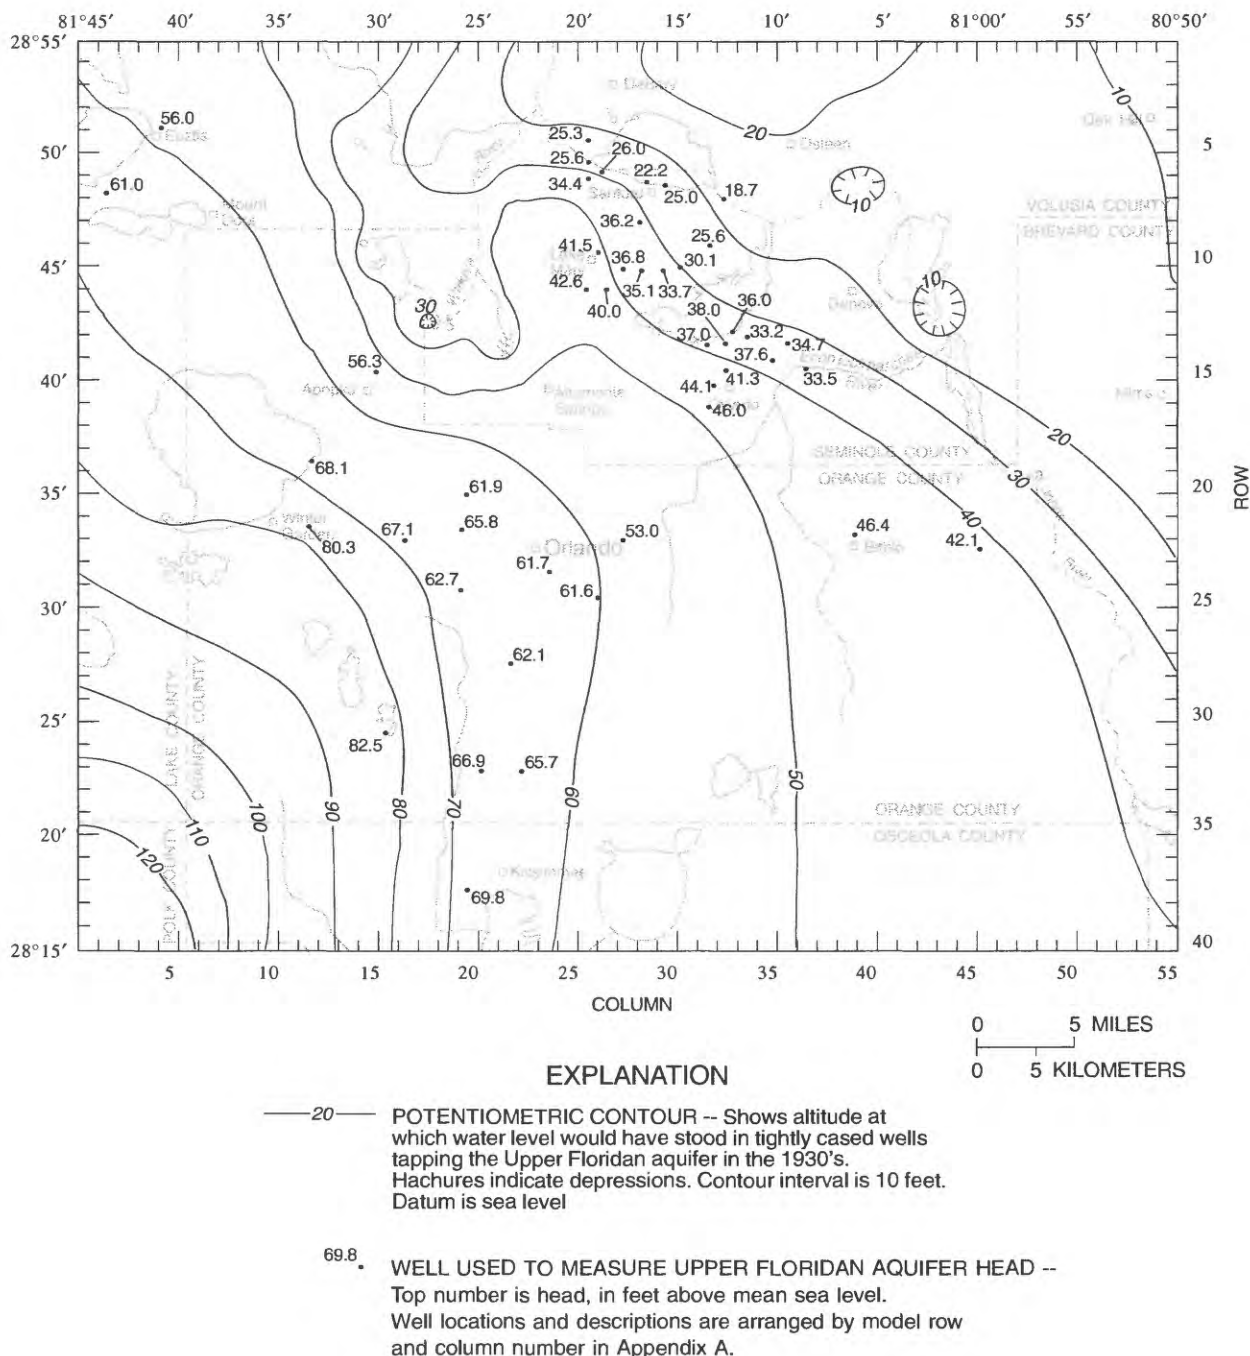 81°45′ 40′ 35′ 30′ 25′ 20′ 15′ 10′ 5′ 81°00′ 55′ 80°50′
28°55′
Debary
10
20
Oak Hill
56.0
Eustis
25.3
26.0
Osteen
5
50′
25.6
22.2
61.0
34.4
Sanford
25.0
18.7
10
Mount
Dora
VOLUSIA COUNTY
BREVARD COUNTY
36.2
25.6
41.5
36.8
30.1
45′
Lake
Mary
10
10
42.6
35.1
33.7
Geneva
40.0
38.0
36.0
30
37.0
33.2
34.7
37.6
56.3
River
40′
41.3
33.5
15
Apopka
Altamonte
Springs
44.1
Oviedo
Mims
46.0
20
68.1
SEMINOLE COUNTY
ORANGE COUNTY
30
35′
61.9
20
ROW
Winter
Garden
67.1
65.8
53.0
40
46.4
80.3
Orlando
Bithlo
42.1
61.7
62.7
River
30′
61.6
25
62.1
25′
30
LAKE COUNTY
ORANGE COUNTY
82.5
66.9
65.7
100
90
80
70
60
50
ORANGE COUNTY
110
20′
35
OSCEOLA COUNTY
120
POLK COUNTY
Kissimmee
69.8
28°15′
40
5 10 15 20 25 30 35 40 45 50 55
COLUMN
0 5 MILES
0 5 KILOMETERS
EXPLANATION
20 POTENTIOMETRIC CONTOUR -- Shows altitude at
which water level would have stood in tightly cased wells
tapping the Upper Floridan aquifer in the 1930's.
Hachures indicate depressions. Contour interval is 10 feet.
Datum is sea level
69.8 WELL USED TO MEASURE UPPER FLORIDAN AQUIFER HEAD --
Top number is head, in feet above mean sea level.
Well locations and descriptions are arranged by model row
and column number in Appendix A.